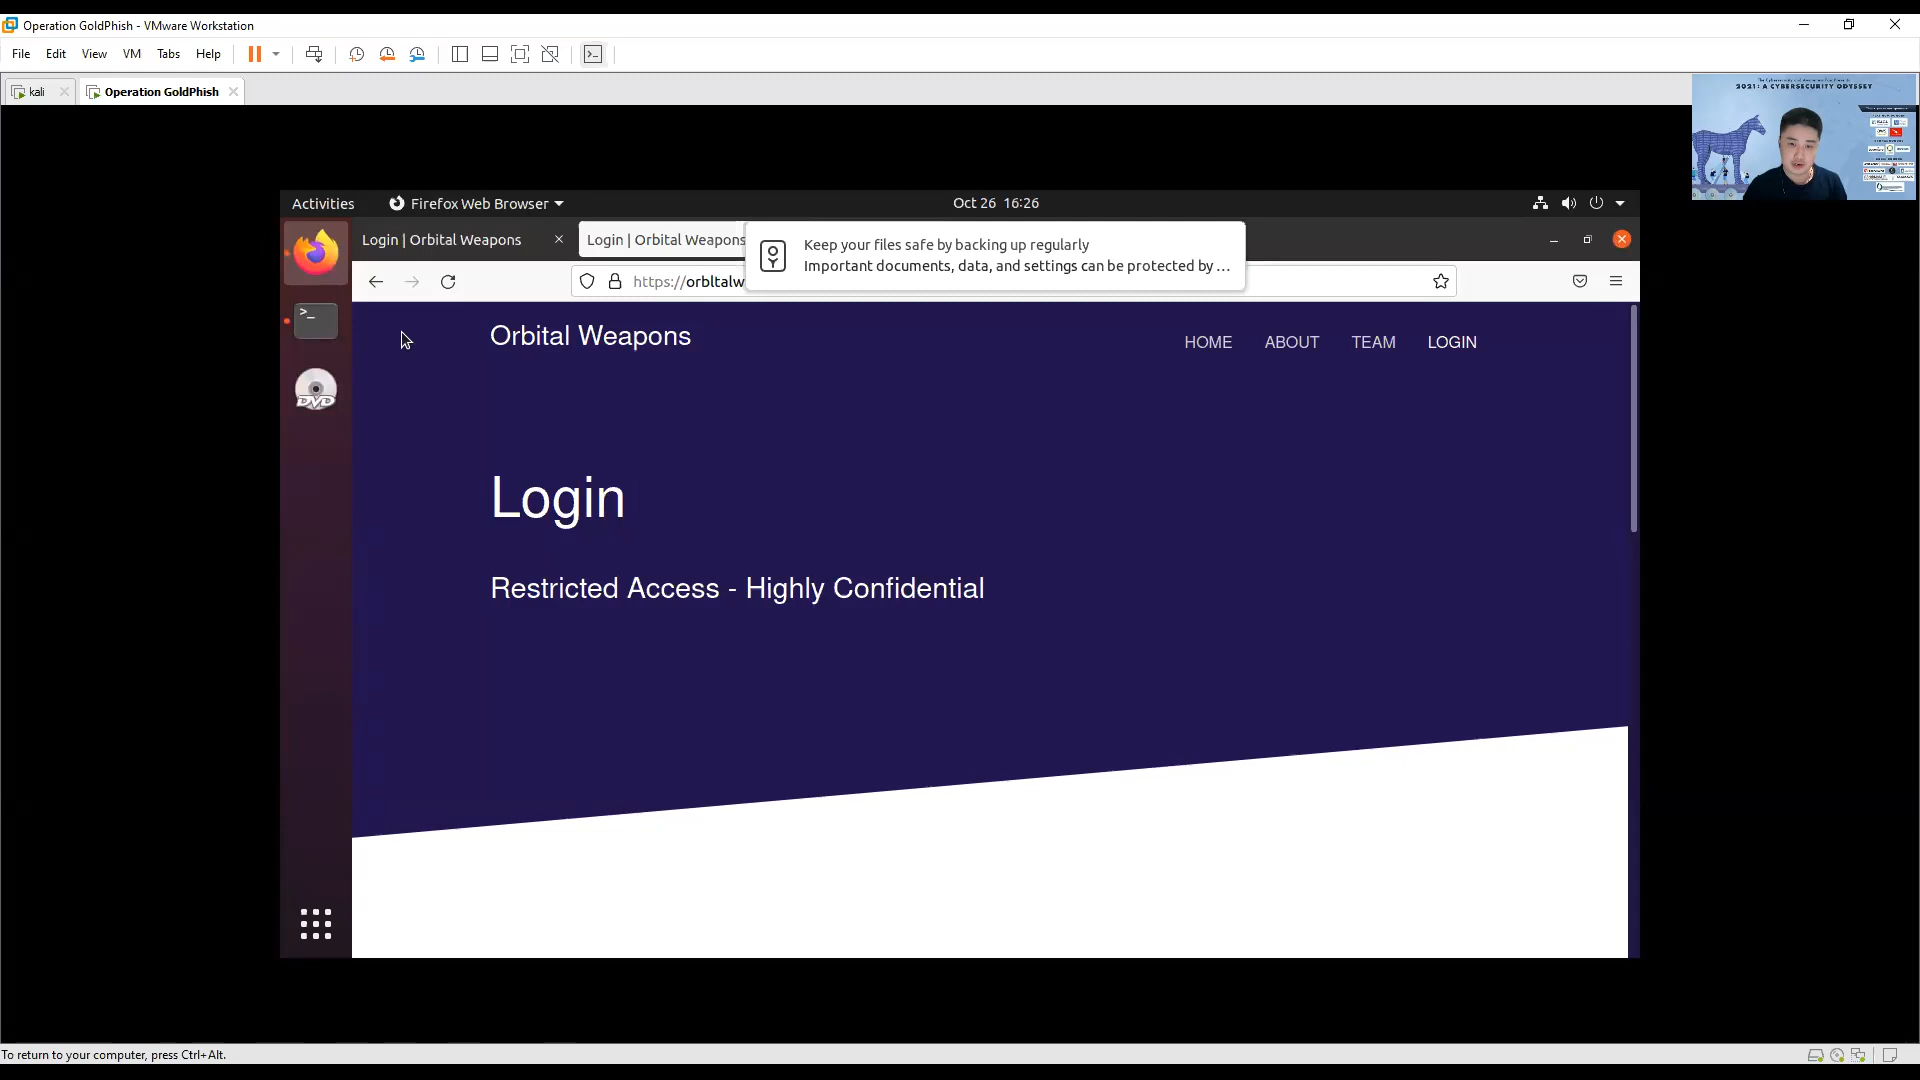 Operation GoldPhish - VMware Workstation
File Edit View VM Tabs Help
kali
Operation GoldPhish
2021: A CYBERSECURITY ODYSSEY
Activities
Firefox Web Browser
Oct 26 16:26
Login | Orbital Weapons
Login | Orbital Weapons
Keep your files safe by backing up regularly
Important documents, data, and settings can be protected by ...
https://orbltalw
Orbital Weapons
HOME ABOUT TEAM LOGIN
>_
DVD
Login
Restricted Access - Highly Confidential
To return to your computer, press Ctrl+Alt.